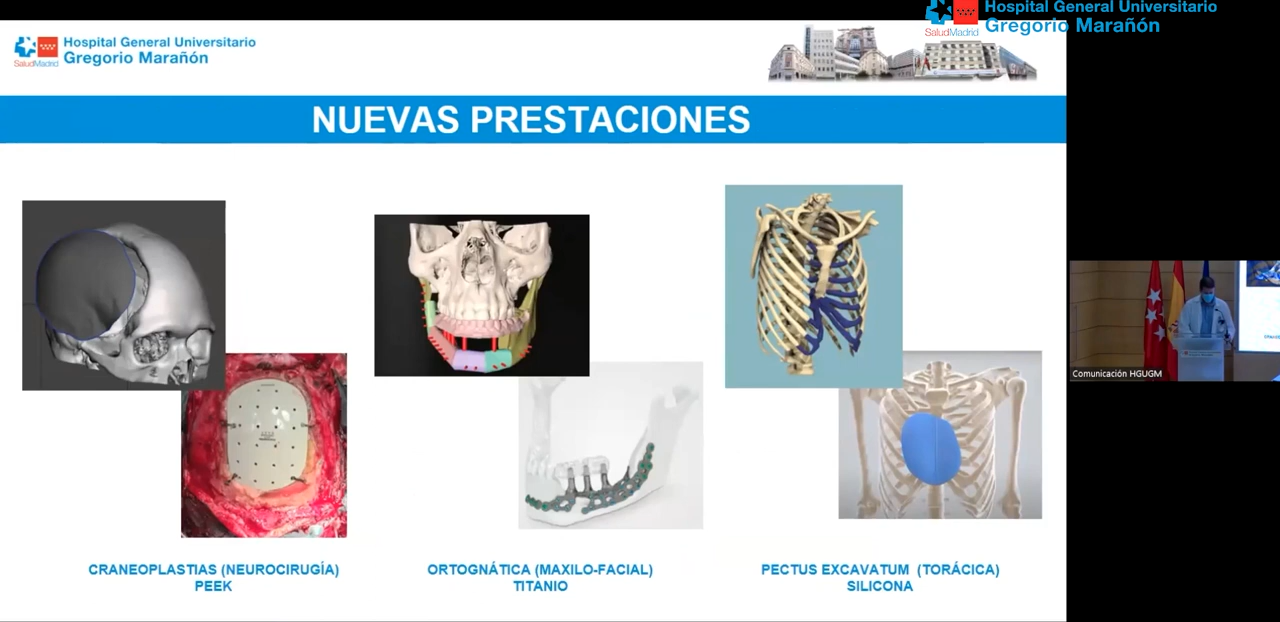 Hospital General Universitario
Gregorio Marañón
SaludMadrid
Hospital General Universitario
Gregorio Marañón
SaludMadrid
NUEVAS PRESTACIONES
Comunicación HGUGM
CRANEOPLASTIAS (NEUROCIRUGÍA)
PEEK
ORTOGNÁTICA (MAXILO-FACIAL)
TITANIO
PECTUS EXCAVATUM (TORÁCICA)
SILICONA